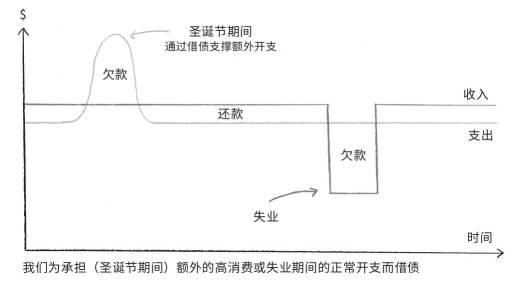 $
圣诞节期间
通过借债支撑额外开支
欠款
收入
还款
支出
欠款
失业
时间
我们为承担（圣诞节期间）额外的高消费或失业期间的正常开支而借债